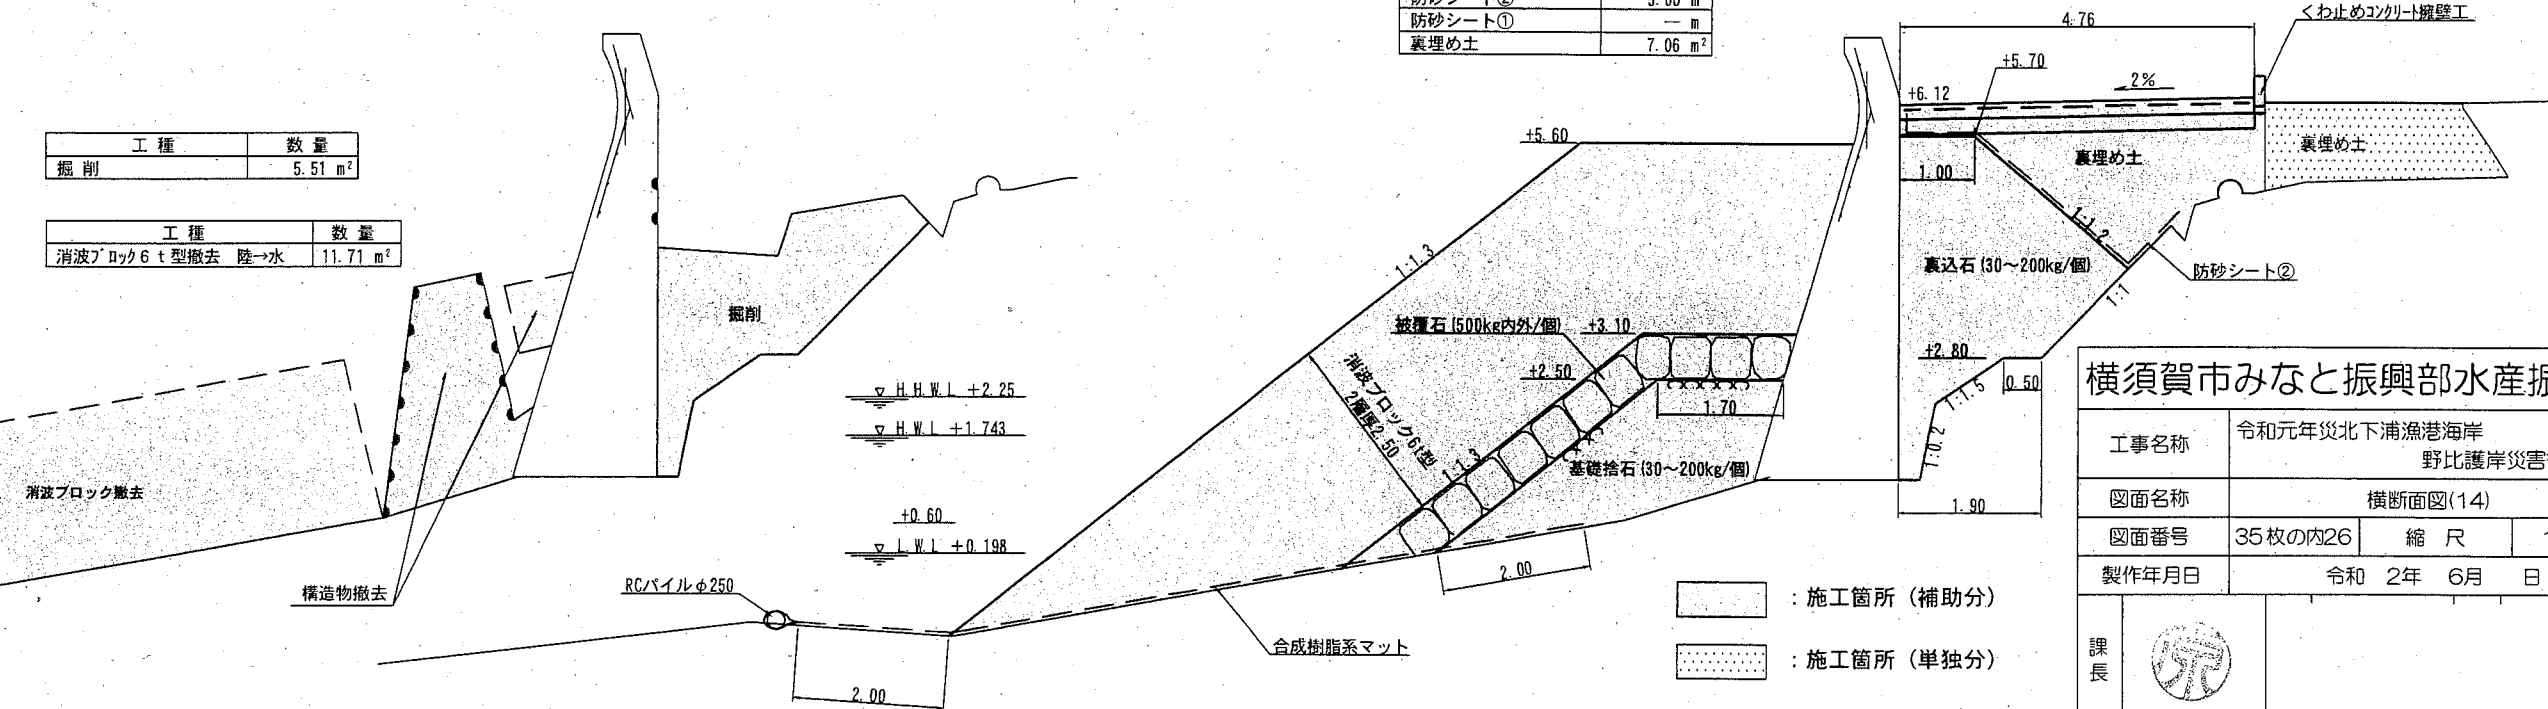 防砂シート②
防砂シート① ― m
裏埋め土 7.06 m²
くわ止めコンクリート擁壁工
4.76
+5.70
2%
+6.12
+5.60
裏埋め土
裏埋め土
1.00
工 種 数 量
掘 削 5.51 m²
工 種 数 量
消波ブロック6t型撤去 陸→水 11.71 m²
1:1.3
1:1.2
裏込石(30～200kg/個)
防砂シート②
1:1
掘削
被覆石(500kg内外/個)
+3.10
+2.80
+2.50
消波ブロック6t型
2層厚2.50
0.50
1:1.5
1.70
1:0.2
H.H.W.L +2.25
H.W.L +1.743
1:1.3
基礎捨石(30～200kg/個)
消波ブロック撤去
1.90
+0.60
L.W.L +0.198
構造物撤去
RCパイルφ250
2.00
合成樹脂系マット
2.00
:施工箇所(補助分)
:施工箇所(単独分)
横須賀市みなと振興部水産振
工事名称 令和元年災北下浦漁港海岸
野比護岸災害
図面名称 横断面図(14)
図面番号 35枚の内26 縮 尺
製作年月日 令和 2年 6月 日
課長